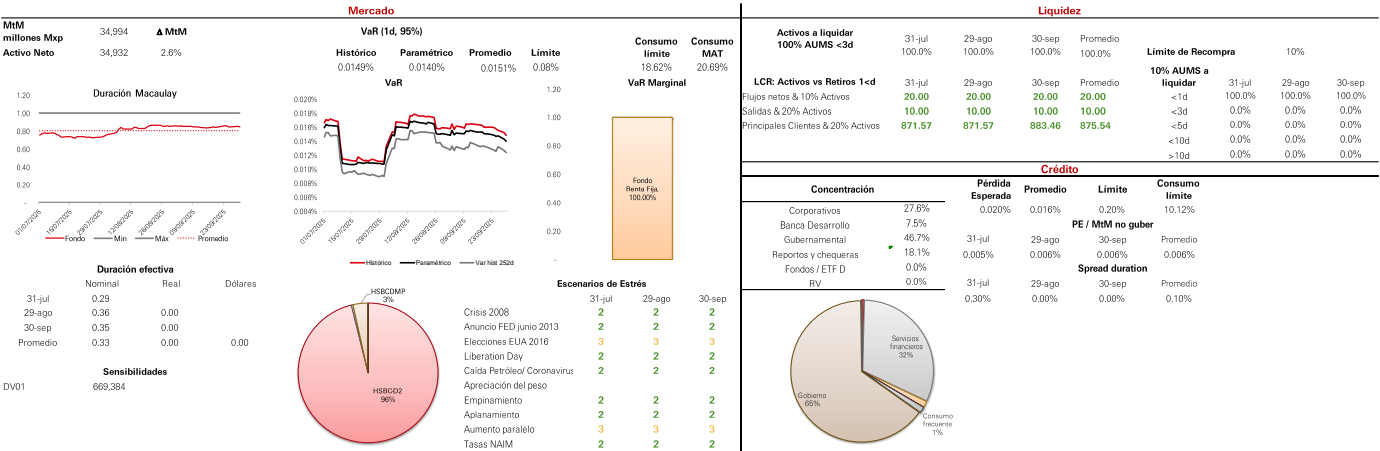 Mercado
MtM
millones Mxp
34,994
Δ MtM
Activo Neto
34,932
2.6%
VaR (1d, 95%)
Histórico Paramétrico Promedio Límite
0.0149% 0.0140% 0.0151% 0.08%
Consumo límite
Consumo MAT
18.62% 20.69%
Duración Macaulay
1.20
1.00
0.80
0.60
0.40
0.20
-
01/07/2025 15/07/2025 29/07/2025 12/08/2025 26/08/2025 09/09/2025 23/09/2025
Fondo Min Máx Promedio
VaR
0.020%
0.018%
0.016%
0.014%
0.012%
0.010%
0.008%
0.006%
0.004%
01/07/2025 15/07/2025 29/07/2025 12/08/2025 26/08/2025 09/09/2025 23/09/2025
Histórico Paramétrico Var hist 252d
VaR Marginal
1.20
1.00
0.80
0.60
0.40
0.20
-
Fondo
Renta Fija,
100.00%
Duración efectiva
Nominal Real Dólares
31-jul 0.29
29-ago 0.36 0.00
30-sep 0.35 0.00
Promedio 0.33 0.00 0.00
Sensibilidades
DV01 669,384
HSBCDMP
3%
HSBCD2
96%
Escenarios de Estrés
31-jul 29-ago 30-sep
Crisis 2008 2 2 2
Anuncio FED junio 2013 2 2 2
Elecciones EUA 2016 3 3 3
Liberation Day 2 2 2
Caída Petróleo/ Coronavirus 2 2 2
Apreciación del peso
Empinamiento 2 2 2
Aplanamiento 2 2 2
Aumento paralelo 3 3 3
Tasas NAIM 2 2 2
Liquidez
Activos a liquidar
100% AUMS <3d
31-jul 29-ago 30-sep Promedio
100.0% 100.0% 100.0% 100.0%
Límite de Recompra 10%
LCR: Activos vs Retiros 1<d 31-jul 29-ago 30-sep Promedio
Flujos netos & 10% Activos 20.00 20.00 20.00 20.00
Salidas & 20% Activos 10.00 10.00 10.00 10.00
Principales Clientes & 20% Activos 871.57 871.57 883.46 875.54
10% AUMS a
liquidar 31-jul 29-ago 30-sep
<1d 100.0% 100.0% 100.0%
<3d 0.0% 0.0% 0.0%
<5d 0.0% 0.0% 0.0%
<10d 0.0% 0.0% 0.0%
>10d 0.0% 0.0% 0.0%
Crédito
Concentración
Corporativos 27.6%
Banca Desarrollo 7.5%
Gubernamental 46.7%
Reportos y chequeras 18.1%
Fondos / ETF D 0.0%
RV 0.0%
Pérdida Esperada
Promedio
Límite
Consumo límite
0.020% 0.016% 0.20% 10.12%
PE / MtM no guber
31-jul 29-ago 30-sep Promedio
0.005% 0.006% 0.006% 0.006%
Spread duration
31-jul 29-ago 30-sep Promedio
0.30% 0.00% 0.00% 0.10%
Servicios
financieros
32%
Gobierno
65%
Consumo
frecuente
1%